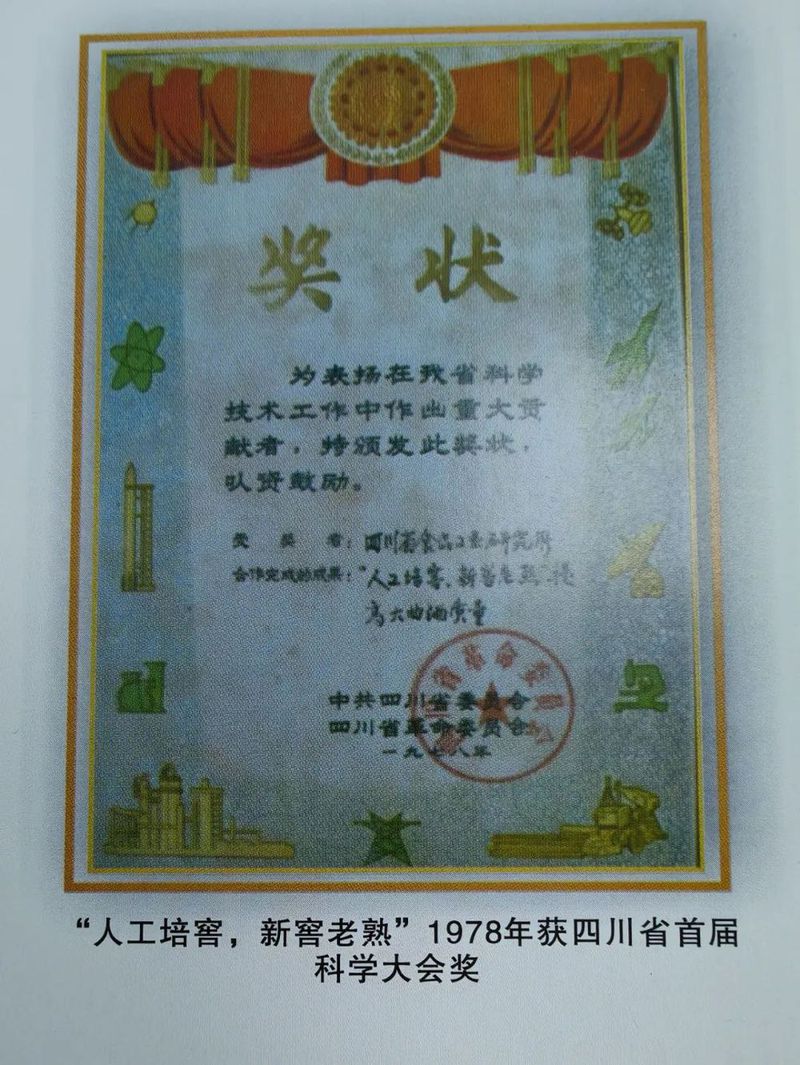 奖 状
为表扬在我省科学
技术工作中作出重大贡
献者，特颁发此奖状，
以资鼓励。
受 奖 者：四川省食品工业研究所
合作完成的成果："人工培窖、新窖老熟"提
高大曲酒质量
中共四川省委员会
四川省革命委员会
一九七八年
“人工培窖，新窖老熟”1978年获四川省首届
科学大会奖